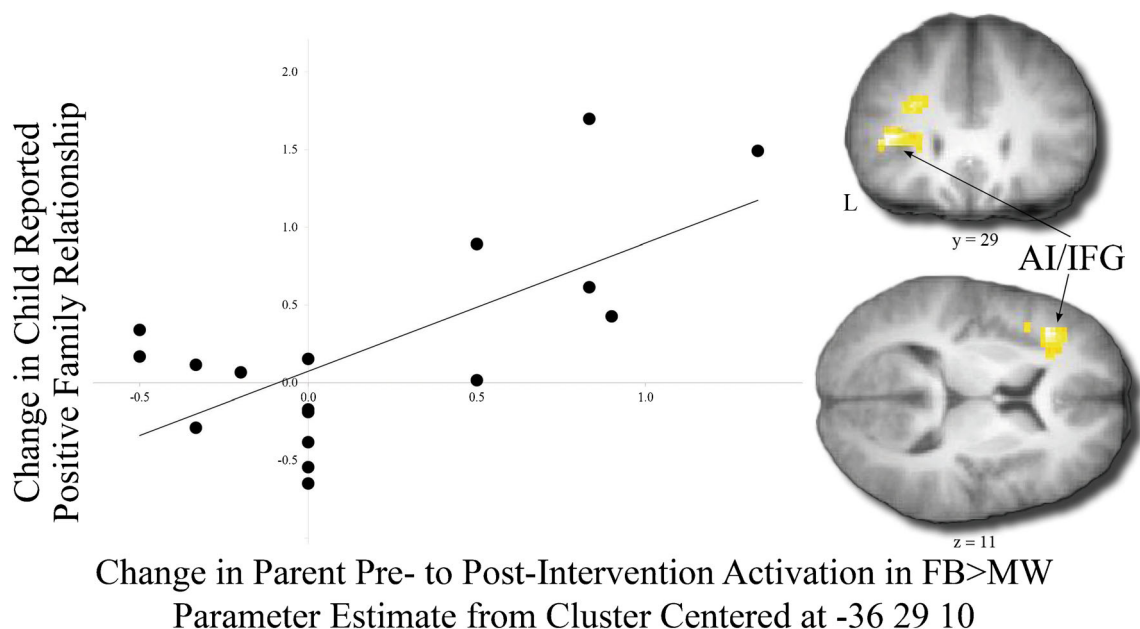 Change in Child Reported
Positive Family Relationship
2.0
1.5
1.0
0.5
0.0
-0.5
-0.5
0.5
1.0
L
y = 29
AI/IFG
z = 11
Change in Parent Pre- to Post-Intervention Activation in FB>MW
Parameter Estimate from Cluster Centered at -36 29 10